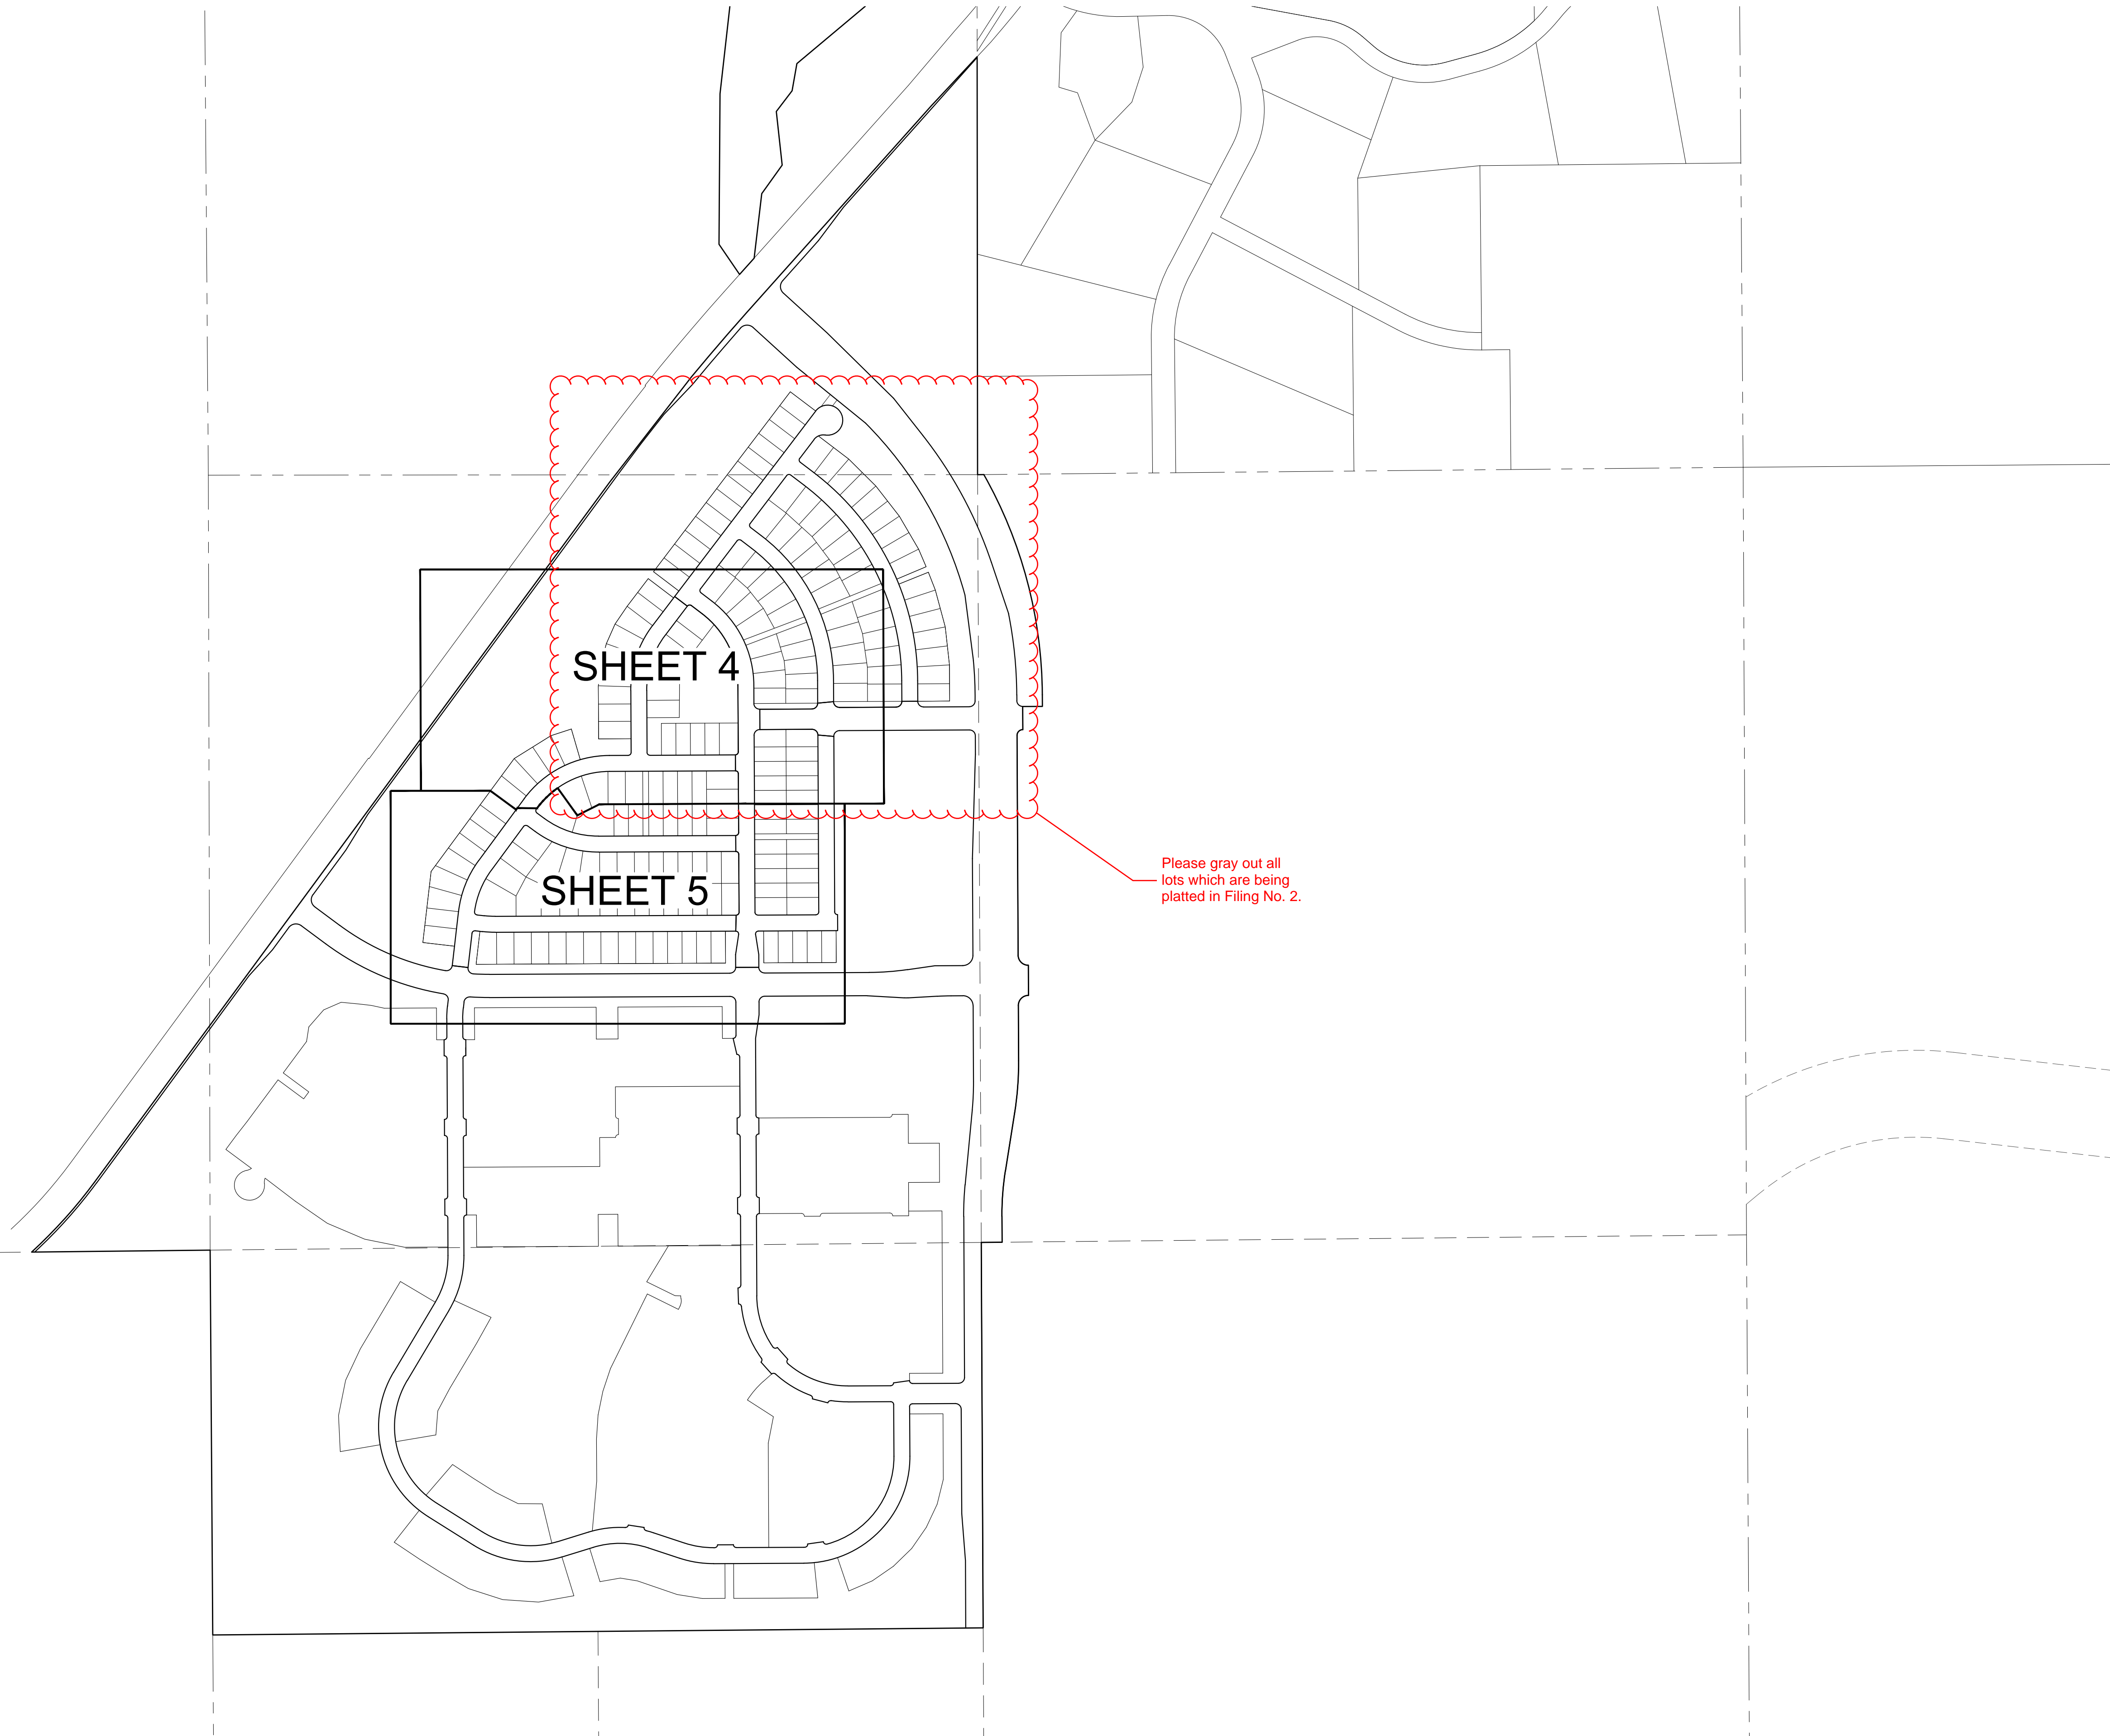 SHEET 4
Please gray out all
lots which are being
platted in Filing No. 2.
SHEET 5